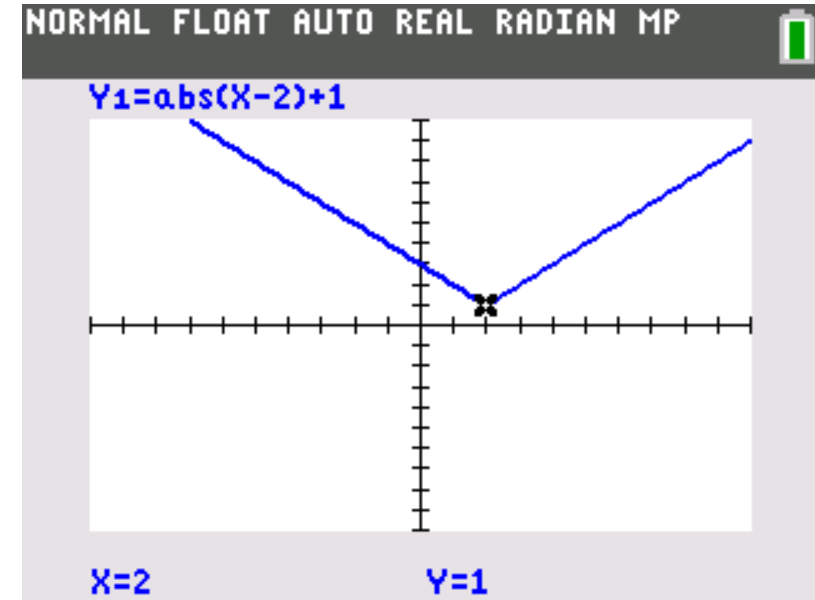 NORMAL FLOAT AUTO REAL RADIAN MP
Y1=abs(X-2)+1
X=2 Y=1